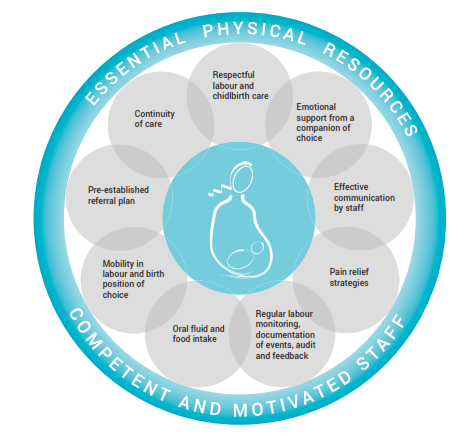 ESSENTIAL PHYSICAL RESOURCES
Respectful
labour and
chidlbirth care
Emotional
support from a
companion of
choice
Effective
communication
by staff
Pain relief
strategies
Regular labour
monitoring,
documentation
of events, audit
and feedback
Oral fluid and
food intake
Mobility in
labour and birth
position of
choice
Pre-established
referral plan
Continuity
of care
COMPETENT AND MOTIVATED STAFF